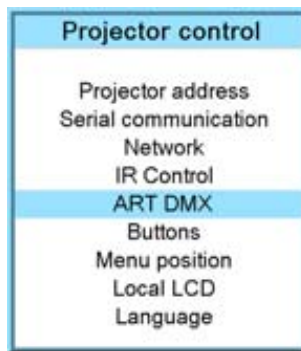 Projector control
Projector address
Serial communication
Network
IR Control
ART DMX
Buttons
Menu position
Local LCD
Language